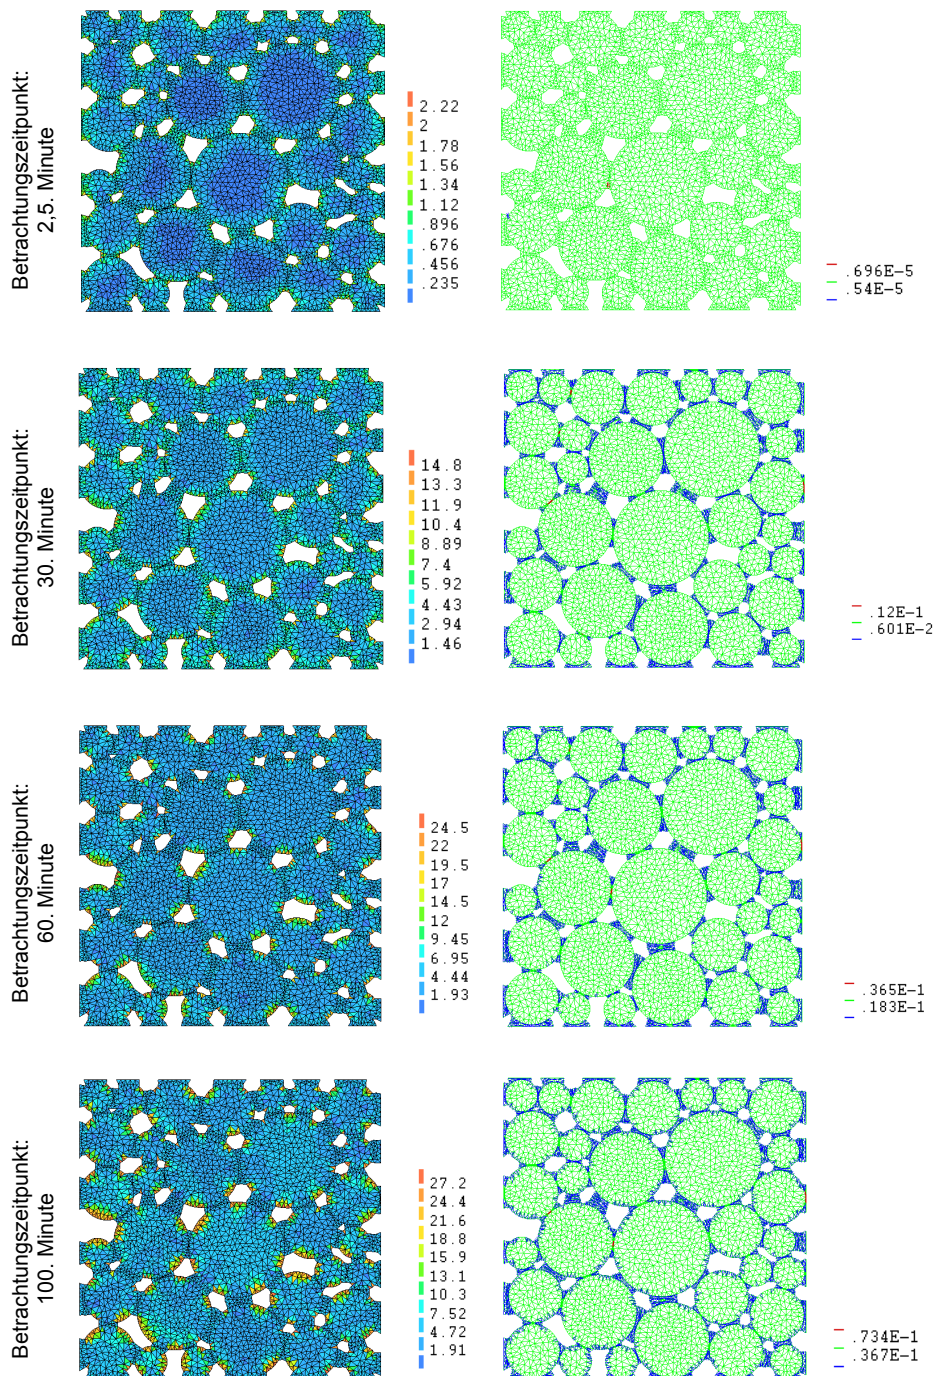 Betrachtungszeitpunkt:
2,5. Minute
2.22
2
1.78
1.56
1.34
1.12
.896
.676
.456
.235
.696E-5
.54E-5
Betrachtungszeitpunkt:
30. Minute
14.8
13.3
11.9
10.4
8.89
7.4
5.92
4.43
2.94
1.46
.12E-1
.601E-2
Betrachtungszeitpunkt:
60. Minute
24.5
22
19.5
17
14.5
12
9.45
6.95
4.44
1.93
.365E-1
.183E-1
Betrachtungszeitpunkt:
100. Minute
27.2
24.4
21.6
18.8
15.9
13.1
10.3
7.52
4.72
1.91
.734E-1
.367E-1